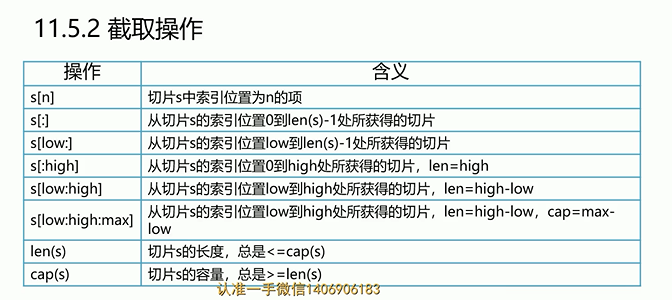 11.5.2 截取操作
操作 含义
s[n] 切片s中索引位置为n的项
s[:] 从切片s的索引位置0到len(s)-1处所获得的切片
s[low:] 从切片s的索引位置low到len(s)-1处所获得的切片
s[:high] 从切片s的索引位置0到high处所获得的切片，len=high
s[low:high] 从切片s的索引位置low到high处所获得的切片，len=high-low
s[low:high:max] 从切片s的索引位置low到high处所获得的切片，len=high-low，cap=max-
low
len(s) 切片s的长度，总是<=cap(s)
cap(s) 切片s的容量，总是>=len(s)
认准一手微信1406906183